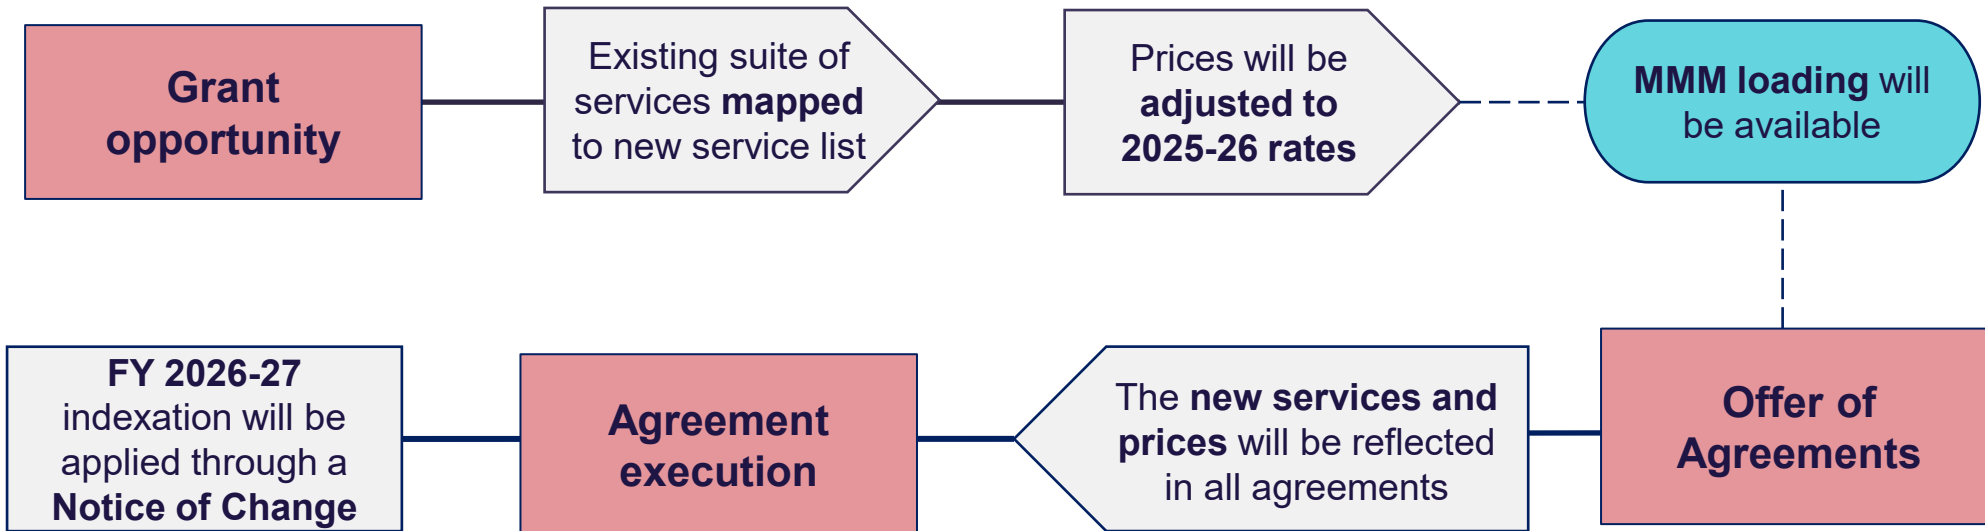 Grant
opportunity
Existing suite of
services mapped
to new service list
Prices will be
adjusted to
2025-26 rates
MMM loading will
be available
Offer of
Agreements
The new services and
prices will be reflected
in all agreements
Agreement
execution
FY 2026-27
indexation will be
applied through a
Notice of Change